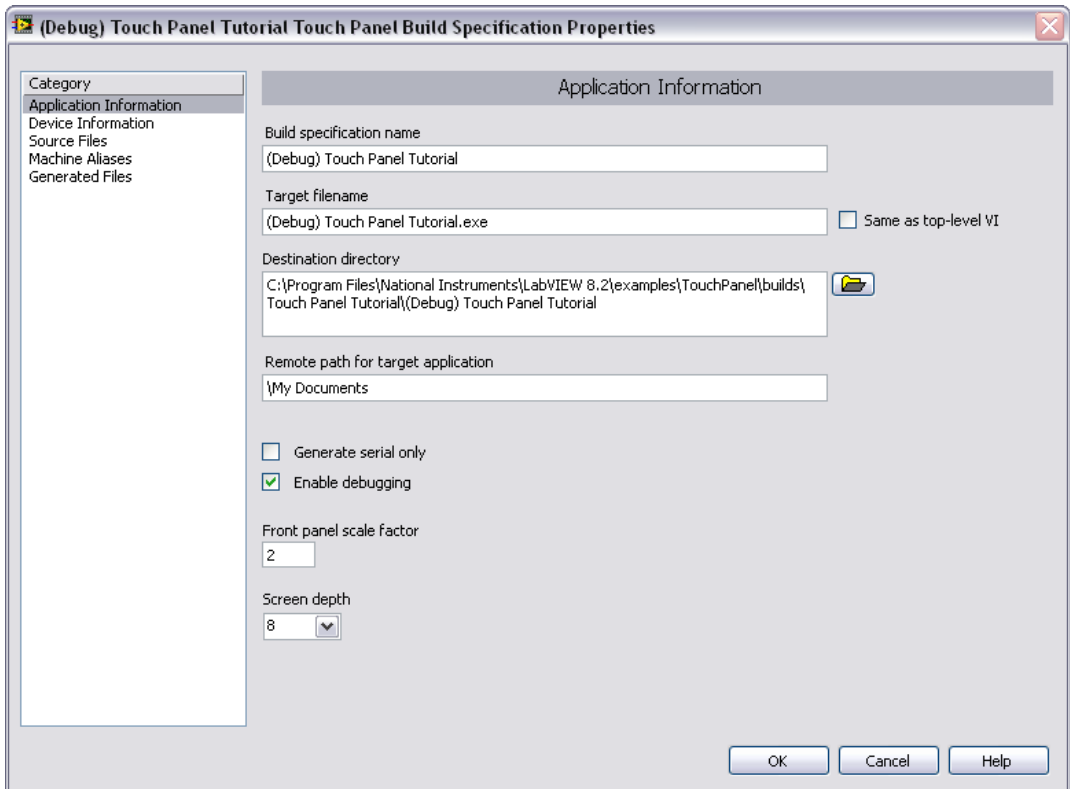 (Debug) Touch Panel Tutorial Touch Panel Build Specification Properties
Category
Application Information
Device Information
Source Files
Machine Aliases
Generated Files
Application Information
Build specification name
(Debug) Touch Panel Tutorial
Target filename
(Debug) Touch Panel Tutorial.exe
Same as top-level VI
Destination directory
C:\Program Files\National Instruments\LabVIEW 8.2\examples\TouchPanel\builds\
Touch Panel Tutorial\(Debug) Touch Panel Tutorial
Remote path for target application
\My Documents
Generate serial only
Enable debugging
Front panel scale factor
2
Screen depth
8
OK
Cancel
Help